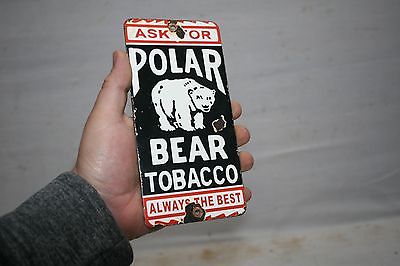 ASK FOR
POLAR
BEAR
TOBACCO
ALWAYS THE BEST